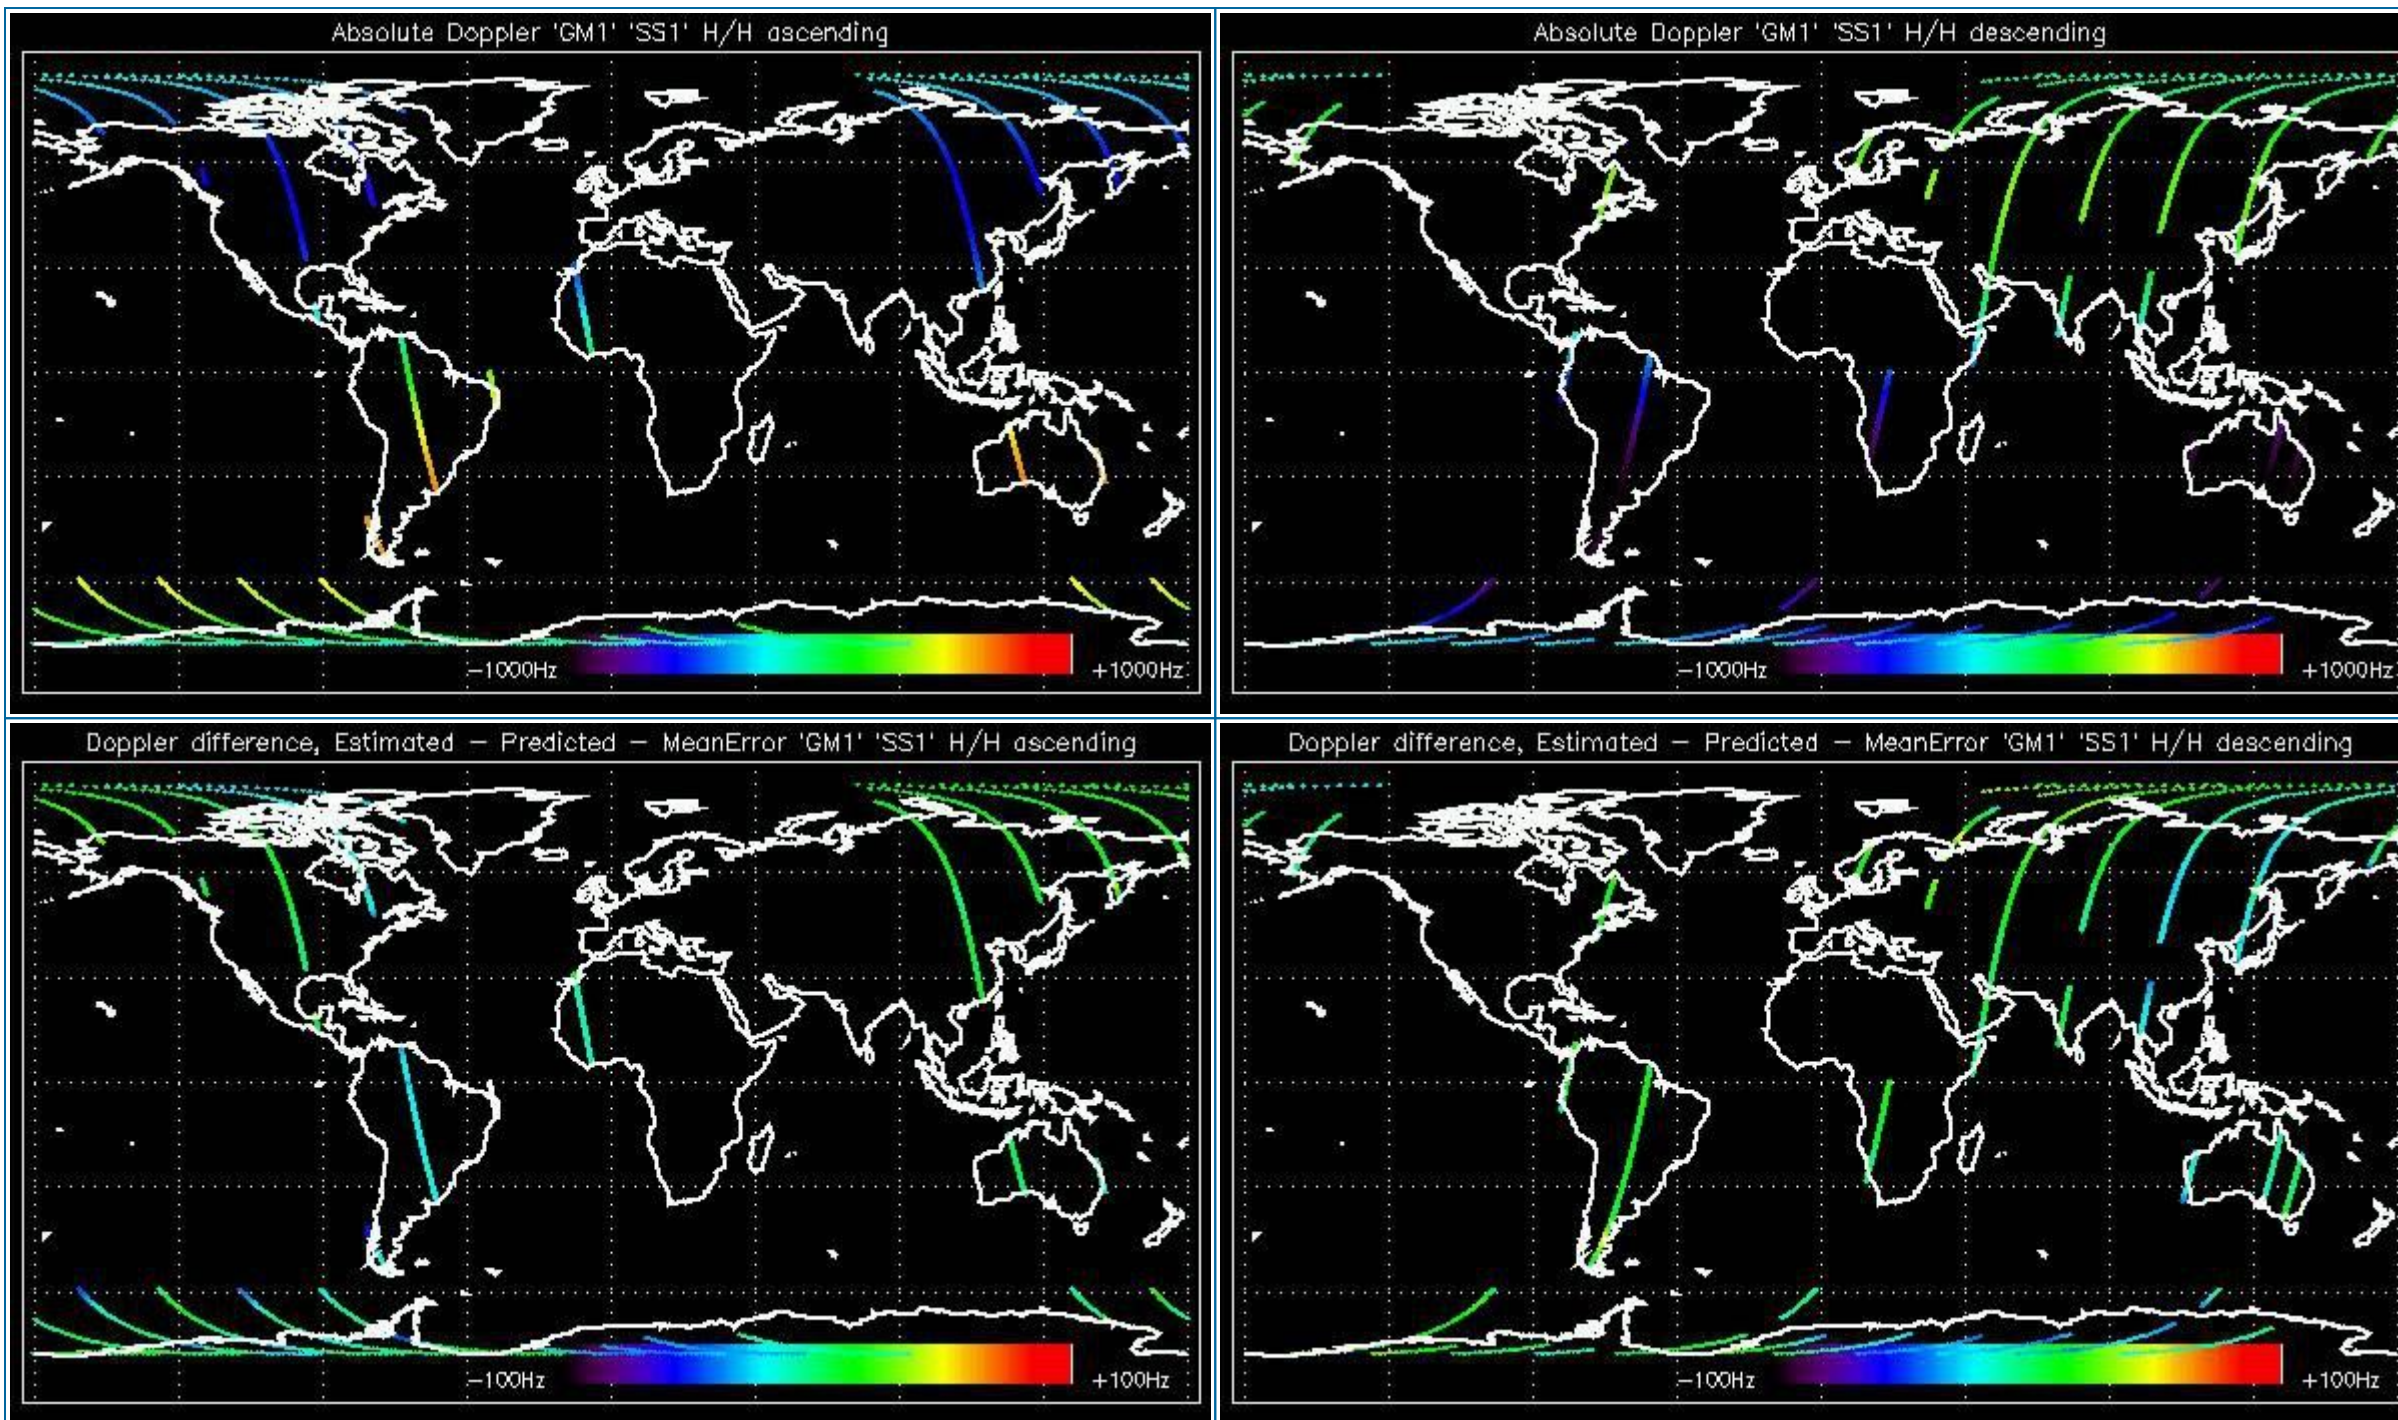 Absolute Doppler 'GM1' 'SS1' H/H ascending
−1000Hz
+1000Hz
Absolute Doppler 'GM1' 'SS1' H/H descending
−1000Hz
+1000Hz
Doppler difference, Estimated − Predicted − MeanError 'GM1' 'SS1' H/H ascending
−100Hz
+100Hz
Doppler difference, Estimated − Predicted − MeanError 'GM1' 'SS1' H/H descending
−100Hz
+100Hz